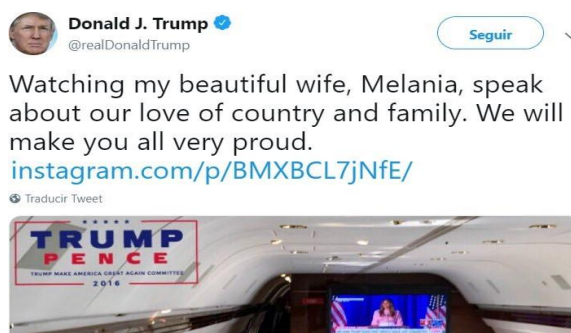 Donald J. Trump
@realDonaldTrump
Seguir
Watching my beautiful wife, Melania, speak
about our love of country and family. We will
make you all very proud.
instagram.com/p/BMXBCL7jNfE/
Traducir Tweet
TRUMP
PENCE
TRUMP MAKE AMERICA GREAT AGAIN COMMITTEE
2016